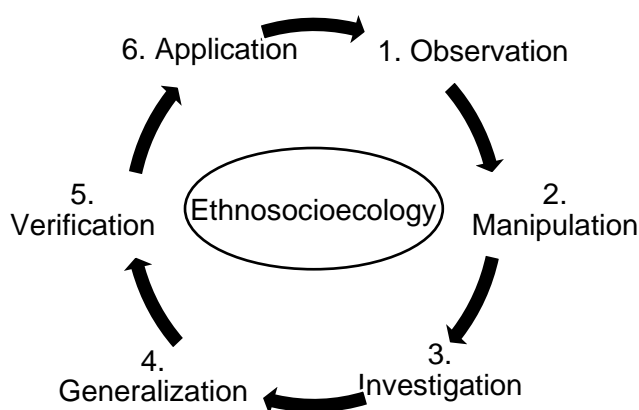 6. Application
1. Observation
5.
Verification
Ethnosocioecology
2.
Manipulation
4.
Generalization
3.
Investigation